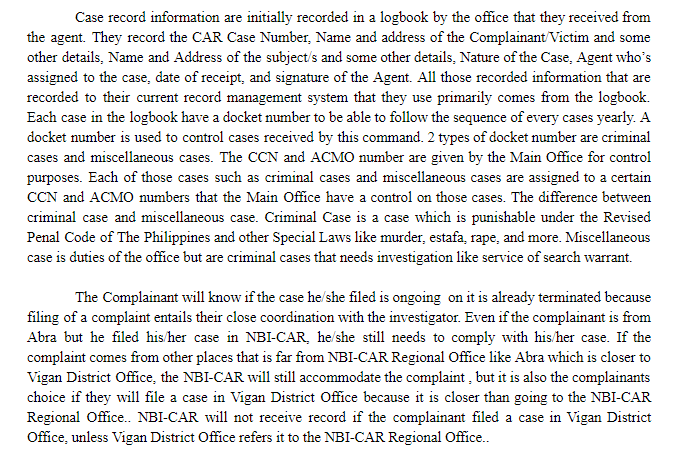 Case record information are initially recorded in a logbook by the office that they received from
the agent. They record the CAR Case Number, Name and address of the Complainant/Victim and some
other details, Name and Address of the subject/s and some other details, Nature of the Case, Agent who's
assigned to the case, date of receipt, and signature of the Agent. All those recorded information that are
recorded to their current record management system that they use primarily comes from the logbook.
Each case in the logbook have a docket number to be able to follow the sequence of every cases yearly. A
docket number is used to control cases received by this command. 2 types of docket number are criminal
cases and miscellaneous cases. The CCN and ACMO number are given by the Main Office for control
purposes. Each of those cases such as criminal cases and miscellaneous cases are assigned to a certain
CCN and ACMO numbers that the Main Office have a control on those cases. The difference between
criminal case and miscellaneous case. Criminal Case is a case which is punishable under the Revised
Penal Code of The Philippines and other Special Laws like murder, estafa, rape, and more. Miscellaneous
case is duties of the office but are criminal cases that needs investigation like service of search warrant.
The Complainant will know if the case he/she filed is ongoing on it is already terminated because
filing of a complaint entails their close coordination with the investigator. Even if the complainant is from
Abra but he filed his/her case in NBI-CAR, he/she still needs to comply with his/her case. If the
complaint comes from other places that is far from NBI-CAR Regional Office like Abra which is closer to
Vigan District Office, the NBI-CAR will still accommodate the complaint , but it is also the complainants
choice if they will file a case in Vigan District Office because it is closer than going to the NBI-CAR
Regional Office.. NBI-CAR will not receive record if the complainant filed a case in Vigan District
Office, unless Vigan District Office refers it to the NBI-CAR Regional Office..